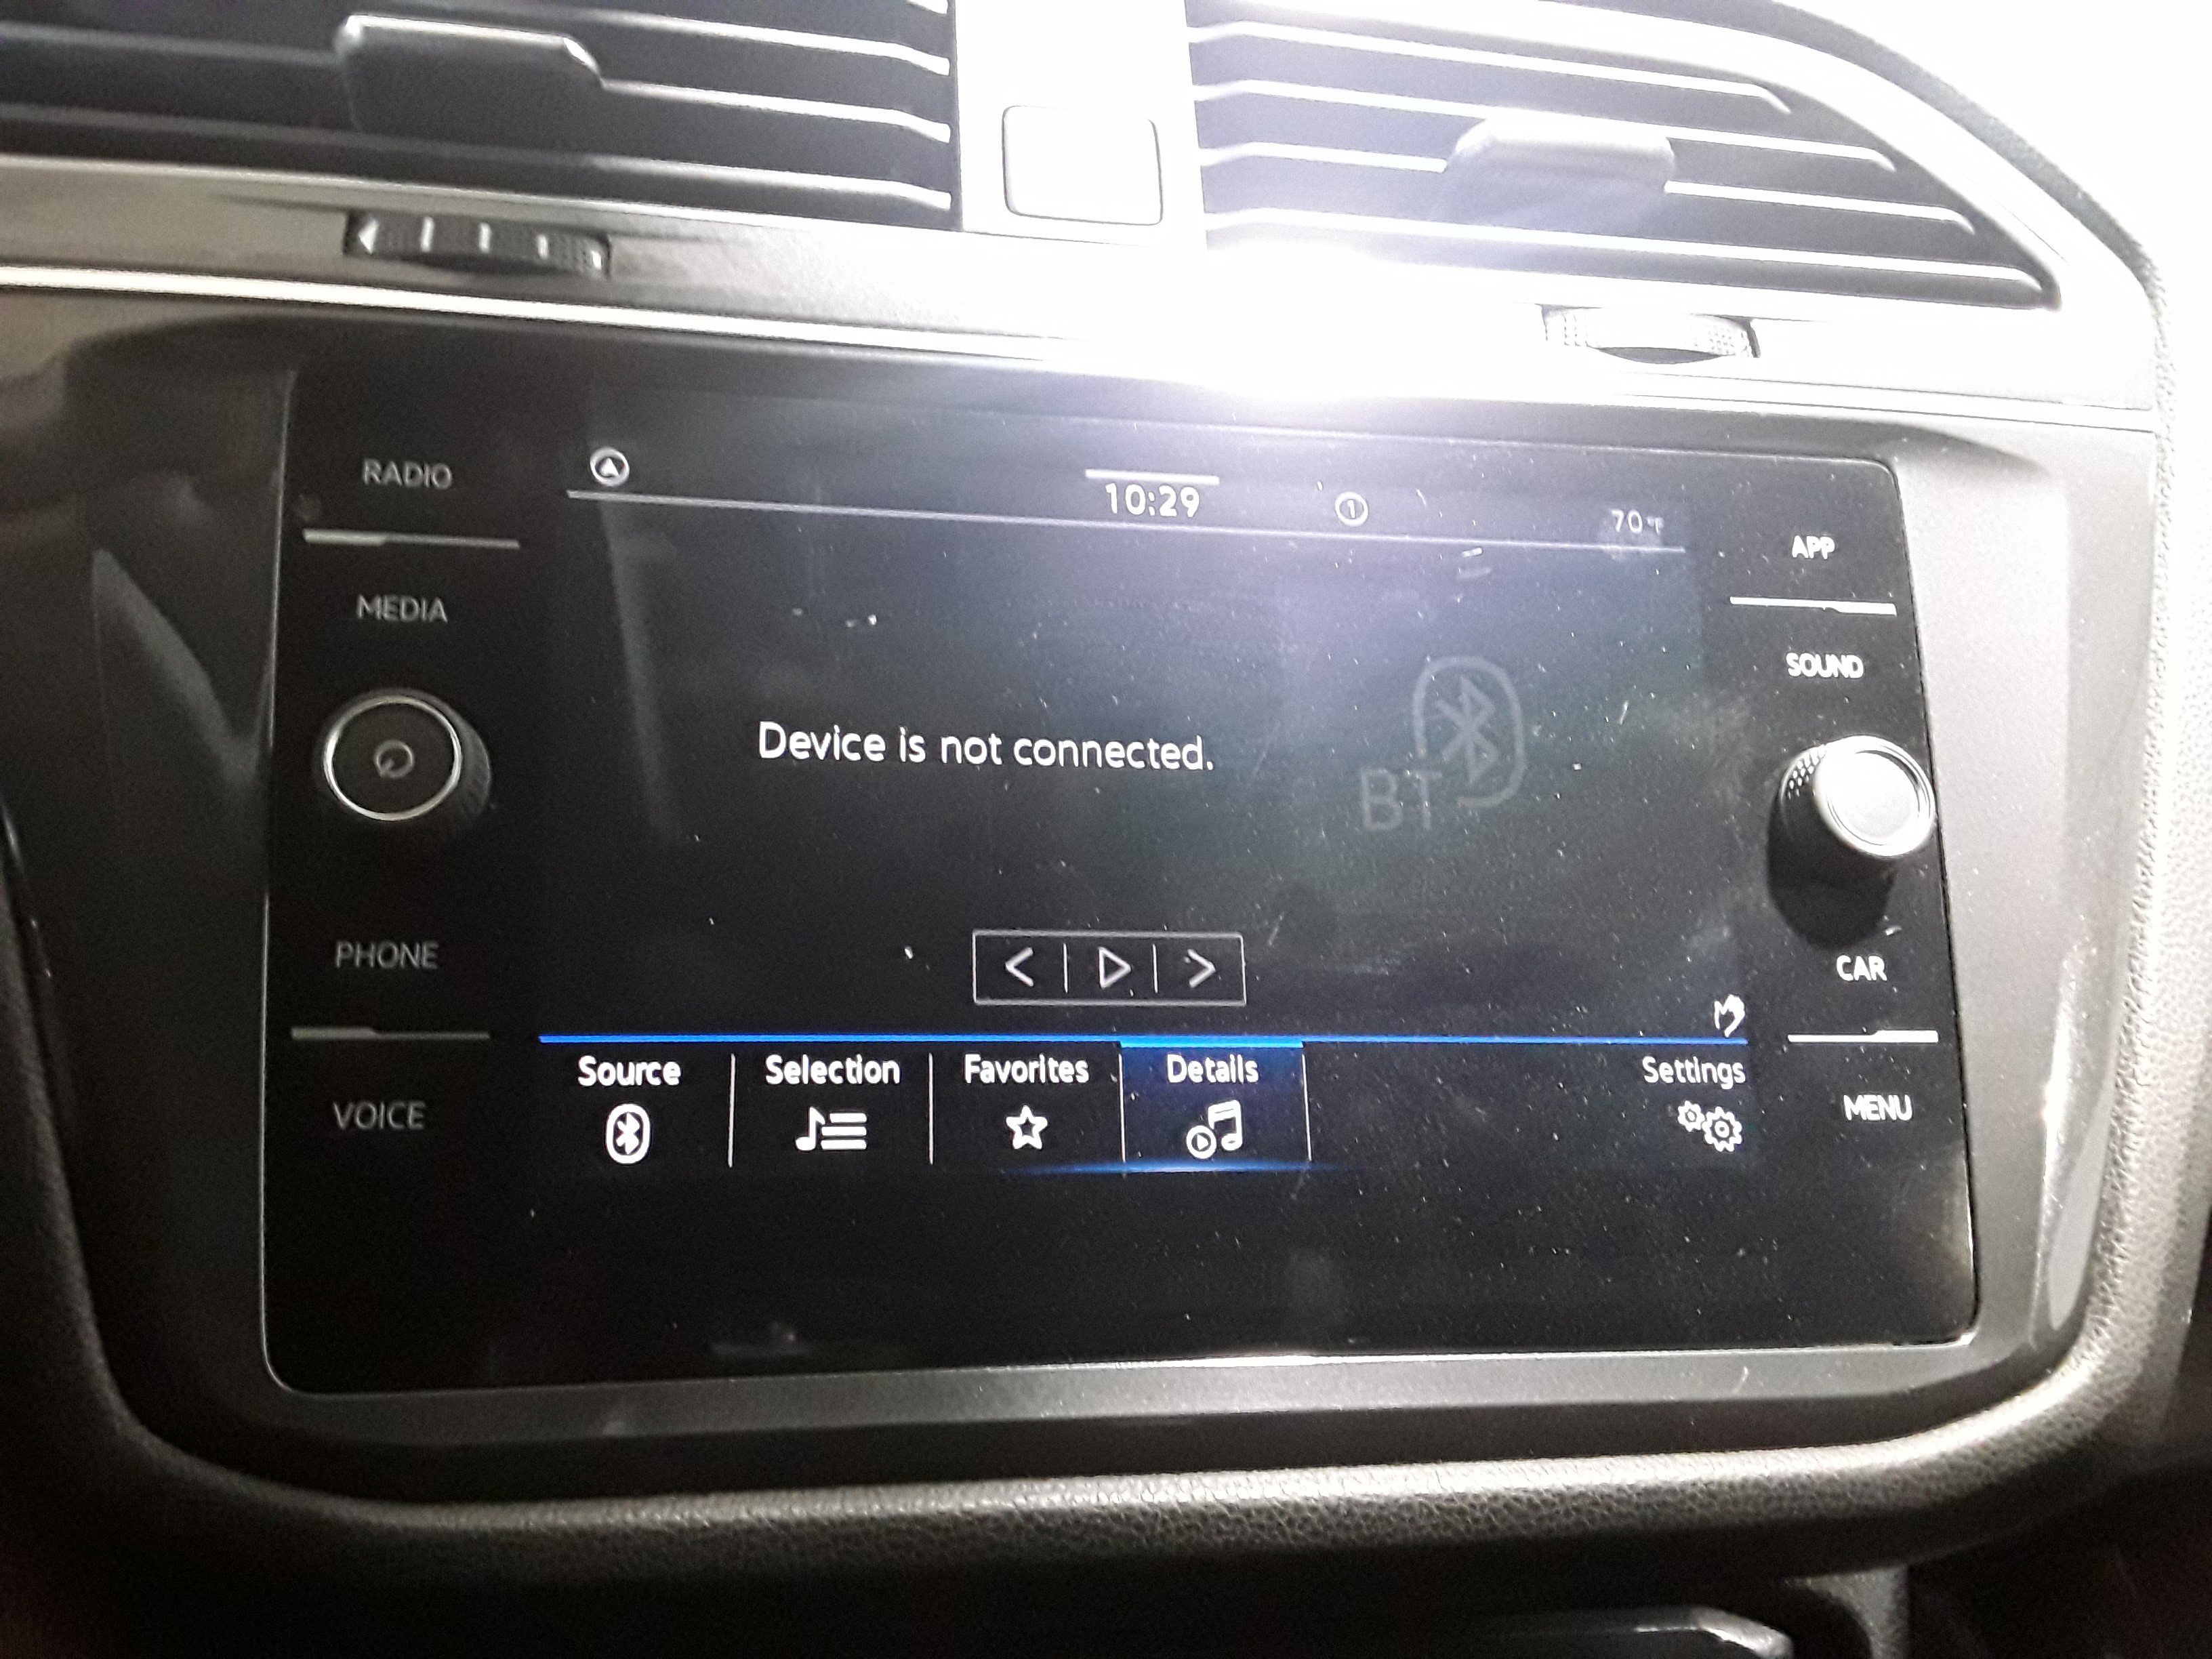 RADIO
MEDIA
PHONE
VOICE
10:29
1
70°F
Device is not connected.
BT
Source
Selection
Favorites
Details
Settings
APP
SOUND
CAR
MENU